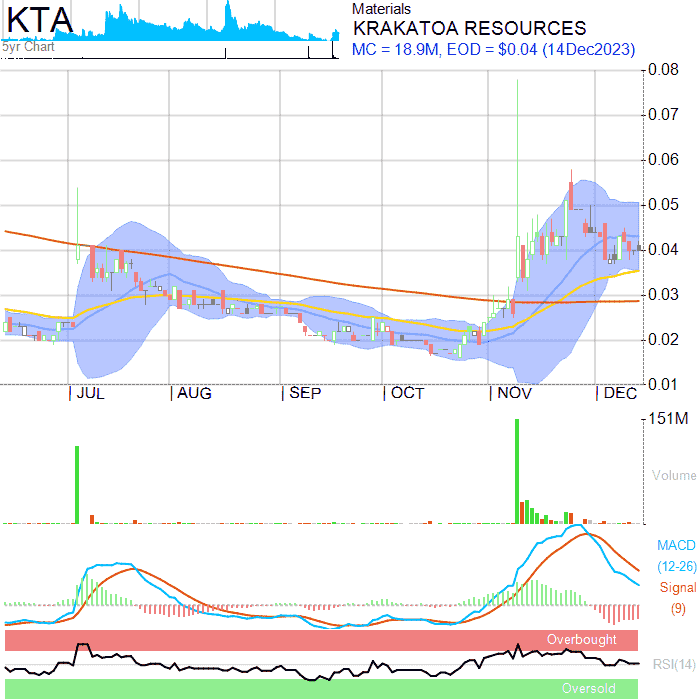 KTA
5yr Chart
Materials
KRAKATOA RESOURCES
MC = 18.9M, EOD = $0.04 (14Dec2023)
0.08
0.07
0.06
0.05
0.04
0.03
0.02
0.01
JUL AUG SEP OCT NOV DEC
151M
Volume
MACD
(12-26)
Signal
(9)
Overbought
RSI(14)
Oversold